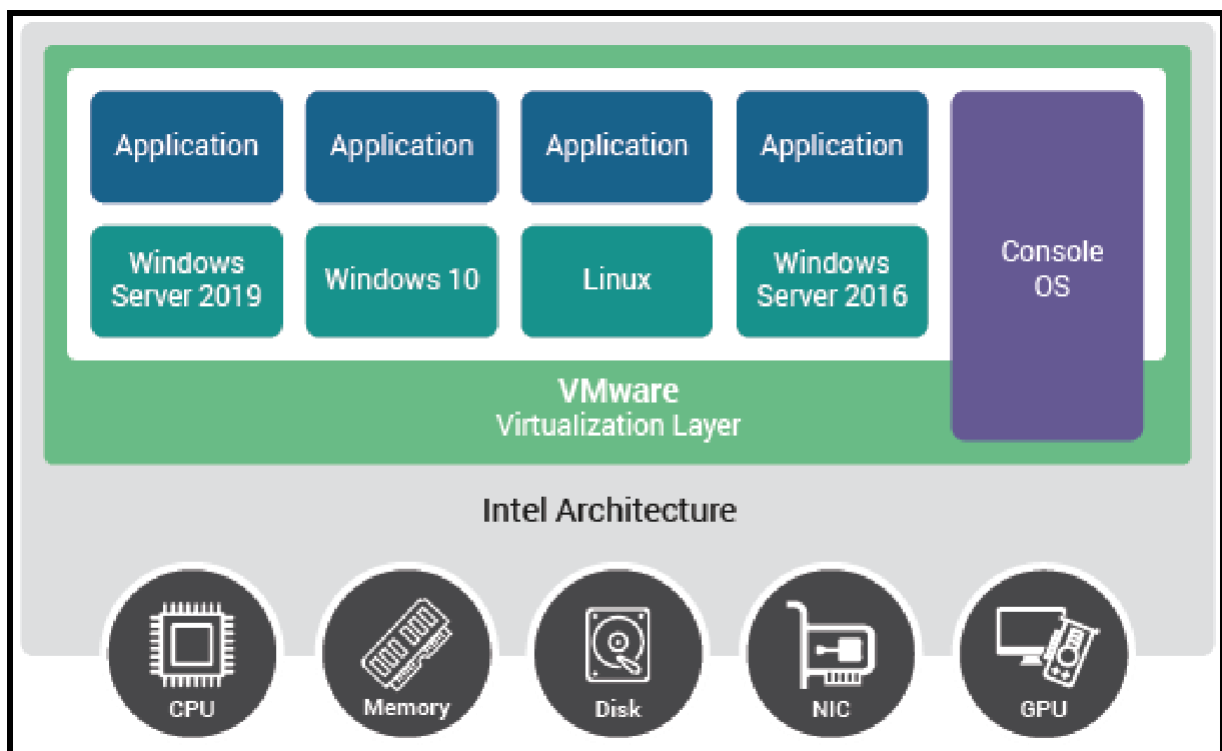 Application
Application
Application
Application
Windows
Server 2019
Windows 10
Linux
Windows
Server 2016
Console
OS
VMware
Virtualization Layer
Intel Architecture
CPU
Memory
Disk
NIC
GPU